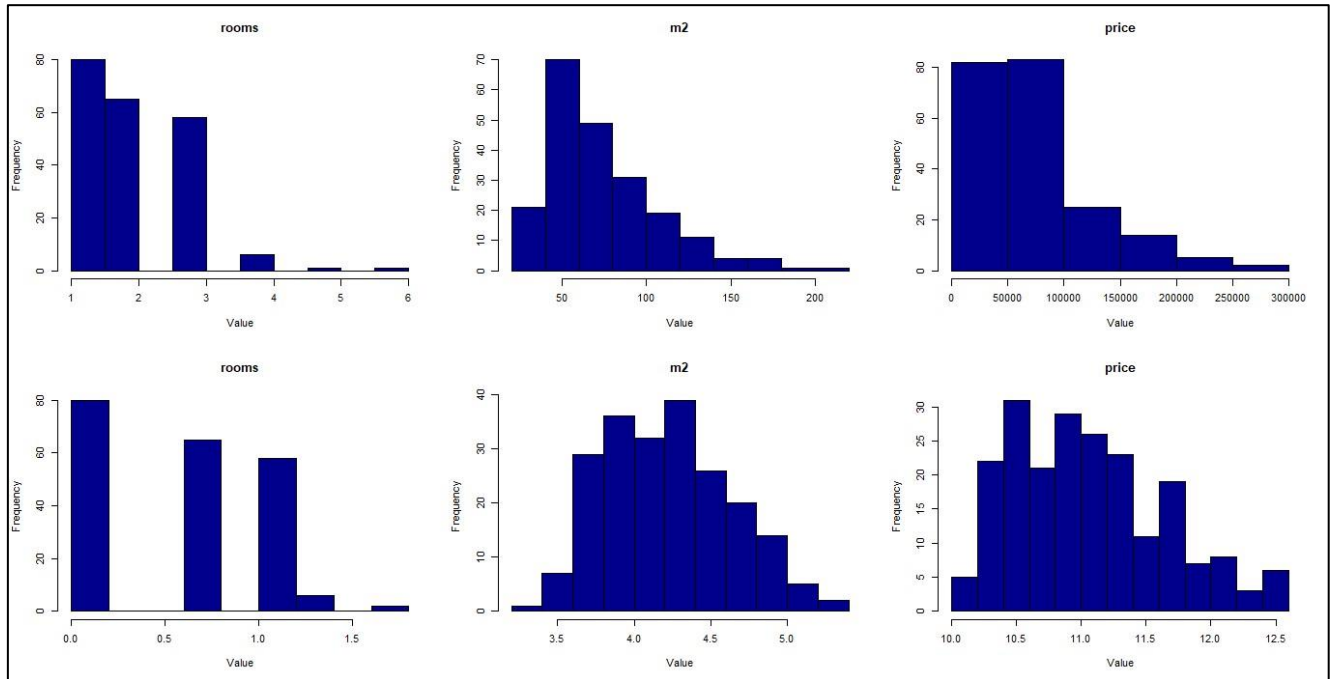 rooms
m2
price
Frequency
0 20 40 60 80
1 2 3 4 5 6
Value
Frequency
0 10 20 30 40 50 60 70
50 100 150 200
Value
Frequency
0 20 40 60 80
0 50000 100000 150000 200000 250000 300000
Value
rooms
m2
price
Frequency
0 20 40 60 80
0.0 0.5 1.0 1.5
Value
Frequency
0 10 20 30 40
3.5 4.0 4.5 5.0
Value
Frequency
0 5 10 15 20 25 30
10.0 10.5 11.0 11.5 12.0 12.5
Value